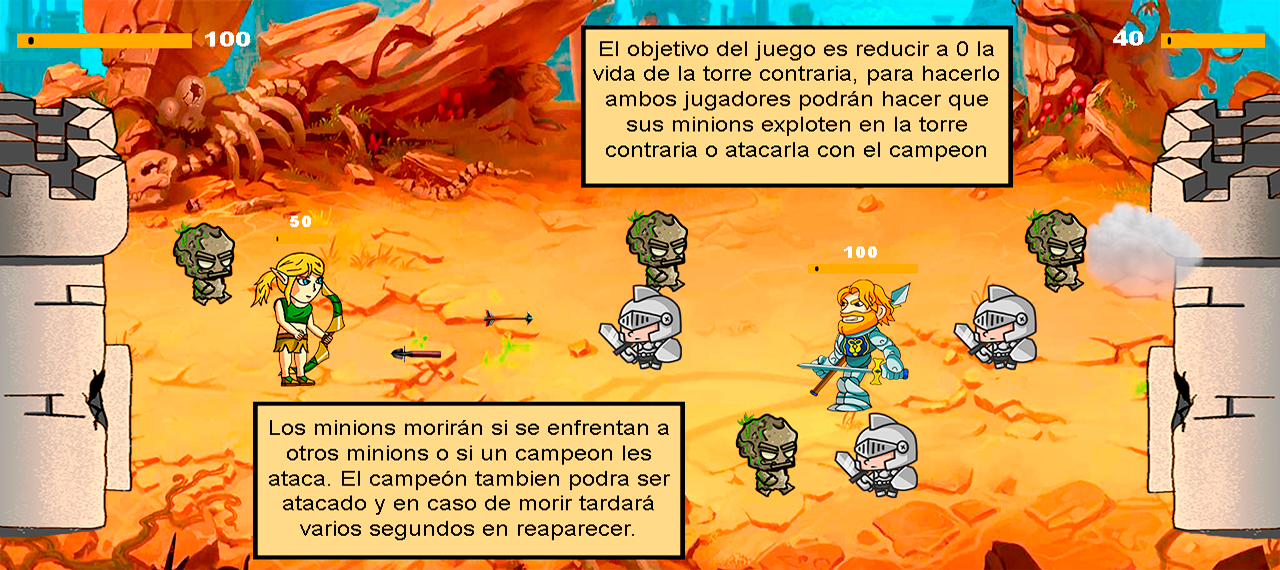 100
40
El objetivo del juego es reducir a 0 la
vida de la torre contraria, para hacerlo
ambos jugadores podrán hacer que
sus minions exploten en la torre
contraria o atacarla con el campeon
50
100
Los minions morirán si se enfrentan a
otros minions o si un campeon les
ataca. El campeón tambien podra ser
atacado y en caso de morir tardará
varios segundos en reaparecer.